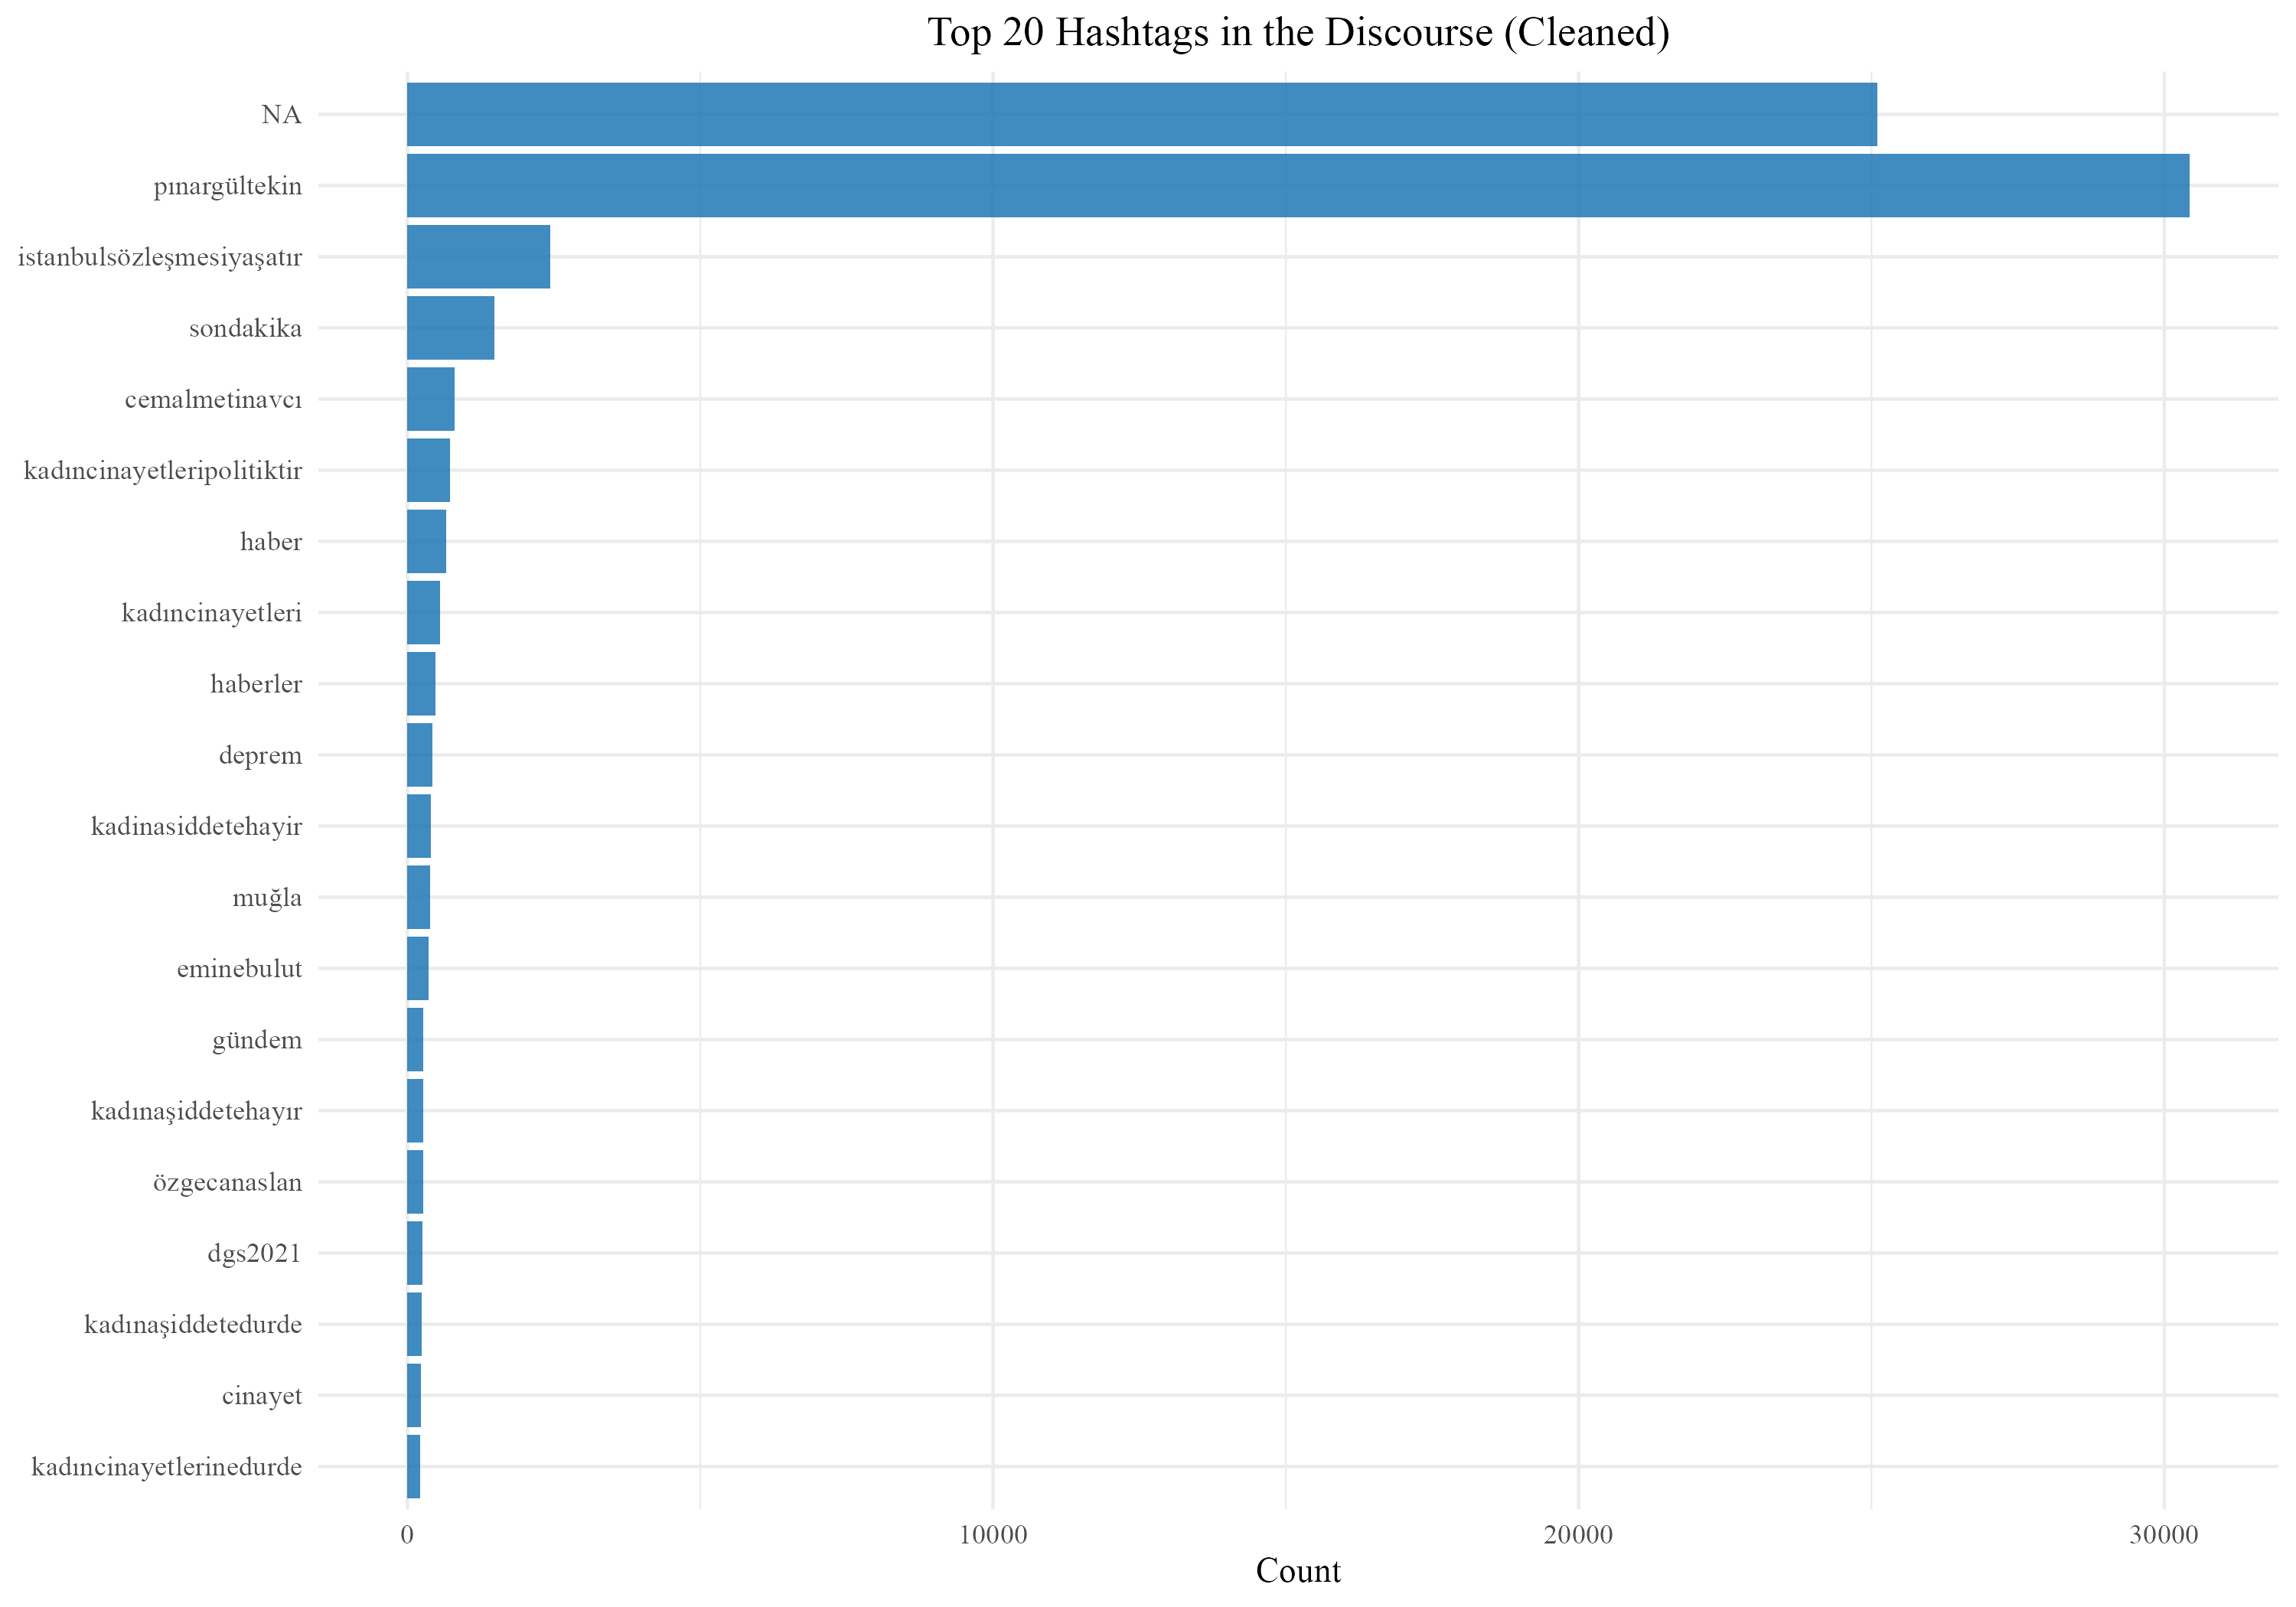 Top 20 Hashtags in the Discourse (Cleaned)
NA
pınargültekin
istanbulsözleşmesiyaşatır
sondakika
cemalmetinavcı
kadıncinayetleripolitiktir
haber
kadıncinayetleri
haberler
deprem
kadinasiddetehayir
muğla
eminebulut
gündem
kadınaşiddetehayır
özgecanaslan
dgs2021
kadınaşiddetedurde
cinayet
kadıncinayetlerinedurde
0 10000 20000 30000
Count